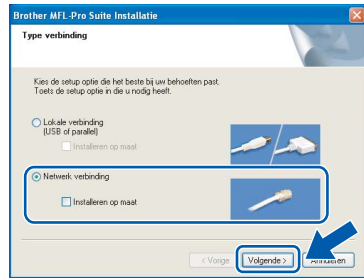 Brother MFL-Pro Suite Installatie
Type verbinding
Kies de setup optie die het beste bij uw behoeften past.
Toets de setup optie in die u nodig heeft.
Lokale verbinding
(USB of parallel)
Installeren op maat
Netwerk verbinding
Installeren op maat
< Vorige
Volgende >
Annuleren